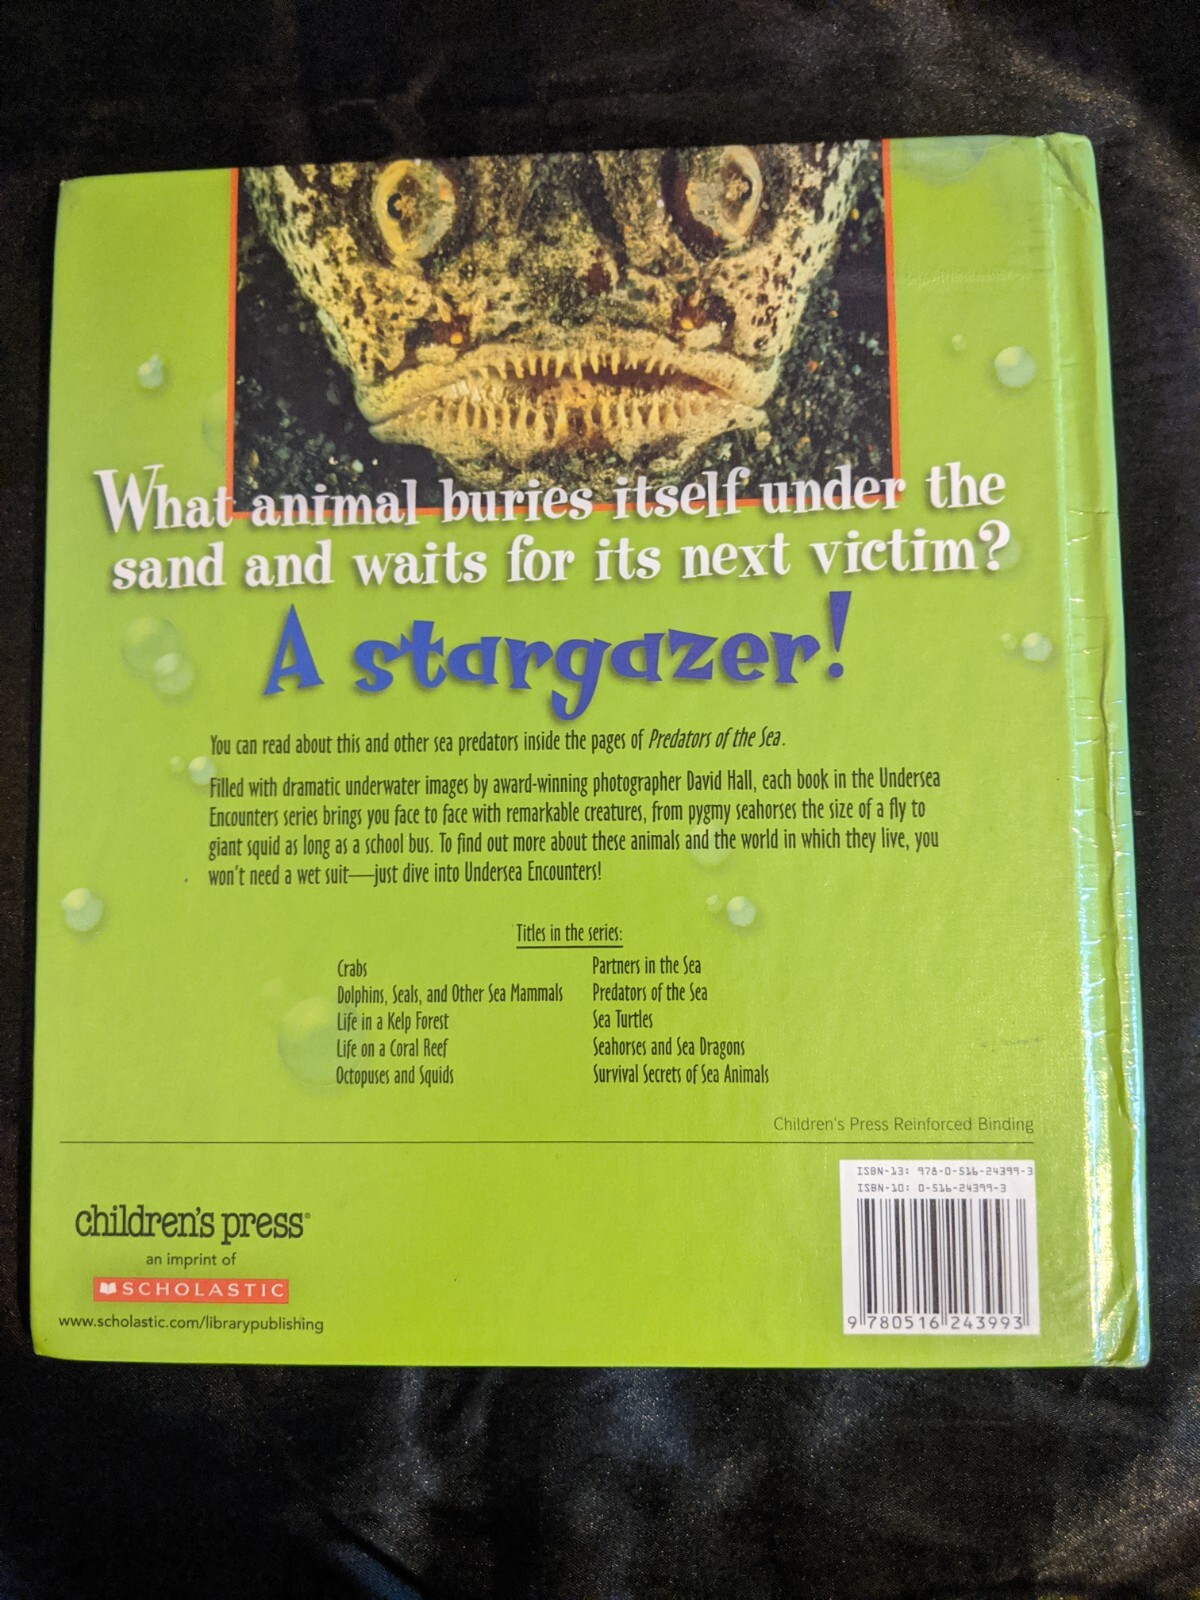 What animal buries itself under the
sand and waits for its next victim?
A stargazer!
You can read about this and other sea predators inside the pages of Predators of the Sea.
Filled with dramatic underwater images by award-winning photographer David Hall, each book in the Undersea
Encounters series brings you face to face with remarkable creatures, from pygmy seahorses the size of a fly to
giant squid as long as a school bus. To find out more about these animals and the world in which they live, you
won't need a wet suit—just dive into Undersea Encounters!
Titles in the series:
Crabs
Dolphins, Seals, and Other Sea Mammals
Life in a Kelp Forest
Life on a Coral Reef
Octopuses and Squids
Partners in the Sea
Predators of the Sea
Sea Turtles
Seahorses and Sea Dragons
Survival Secrets of Sea Animals
Children's Press Reinforced Binding
children's press®
an imprint of
SCHOLASTIC
www.scholastic.com/librarypublishing
ISBN-13: 978-0-516-24399-3
ISBN-10: 0-516-24399-3
9 780516 243993